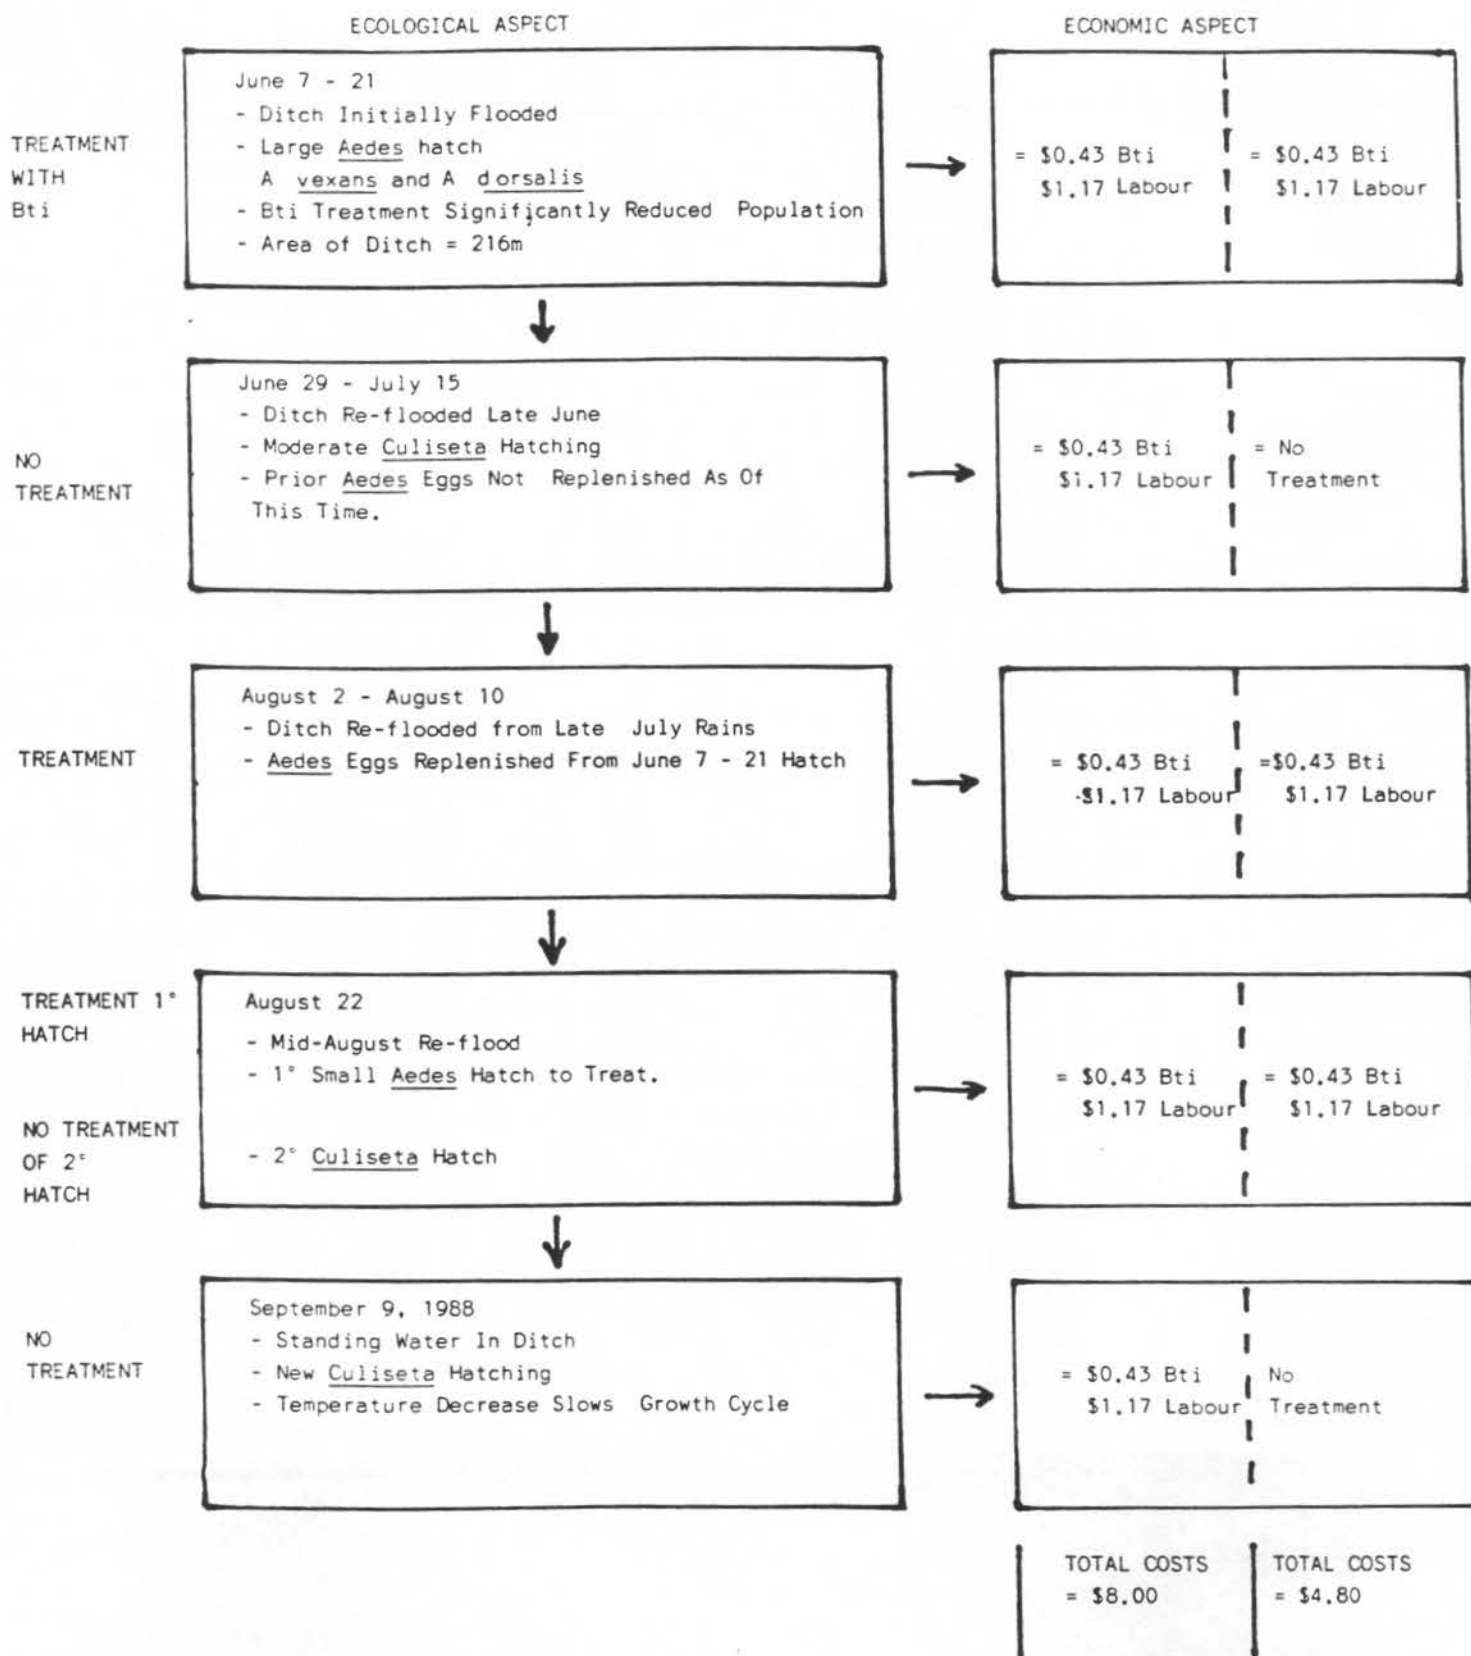 ECOLOGICAL ASPECT
ECONOMIC ASPECT
TREATMENT
WITH
Bti
June 7 - 21
- Ditch Initially Flooded
- Large Aedes hatch
A vexans and A dorsalis
- Bti Treatment Significantly Reduced Population
- Area of Ditch = 216m
= $0.43 Bti
$1.17 Labour
= $0.43 Bti
$1.17 Labour
NO
TREATMENT
June 29 - July 15
- Ditch Re-flooded Late June
- Moderate Culiseta Hatching
- Prior Aedes Eggs Not Replenished As Of
This Time.
= $0.43 Bti
$1.17 Labour
= No
Treatment
TREATMENT
August 2 - August 10
- Ditch Re-flooded from Late July Rains
- Aedes Eggs Replenished From June 7 - 21 Hatch
= $0.43 Bti
$1.17 Labour
=$0.43 Bti
$1.17 Labour
TREATMENT 1°
HATCH
NO TREATMENT
OF 2°
HATCH
August 22
- Mid-August Re-flood
- 1° Small Aedes Hatch to Treat.
- 2° Culiseta Hatch
= $0.43 Bti
$1.17 Labour
= $0.43 Bti
$1.17 Labour
NO
TREATMENT
September 9, 1988
- Standing Water In Ditch
- New Culiseta Hatching
- Temperature Decrease Slows Growth Cycle
= $0.43 Bti
$1.17 Labour
No
Treatment
TOTAL COSTS
= $8.00
TOTAL COSTS
= $4.80